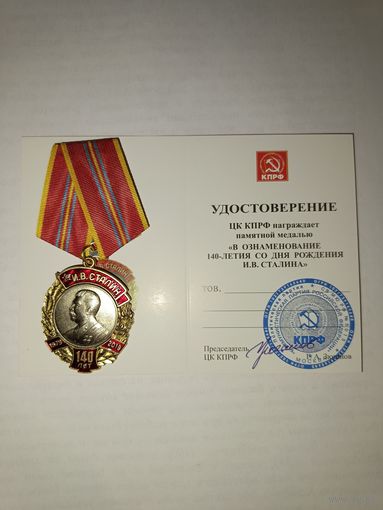 И.В. СТАЛИН
1879
2019
140
ЛЕТ
КПРФ
УДОСТОВЕРЕНИЕ
ЦК КПРФ награждает
памятной медалью
«В ОЗНАМЕНОВАНИЕ
140-ЛЕТИЯ СО ДНЯ РОЖДЕНИЯ
И.В. СТАЛИНА»
ТОВ.
КПРФ
МОСКВА
Председатель
ЦК КПРФ